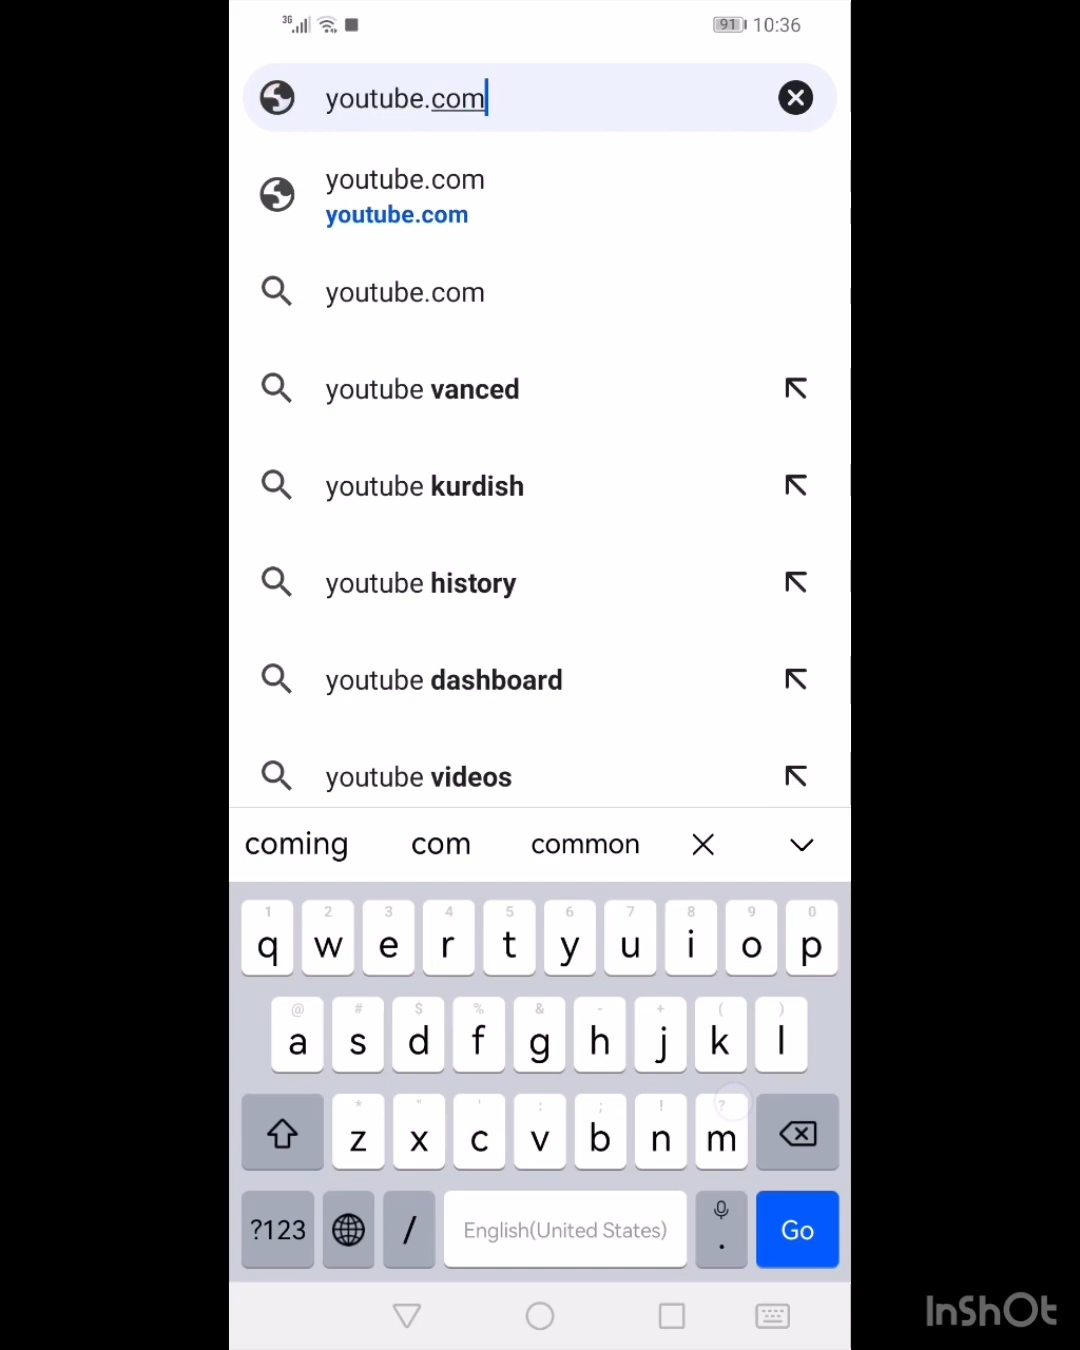 3G 91 10:36
youtube.com
youtube.com
youtube.com
youtube.com
youtube vanced
youtube kurdish
youtube history
youtube dashboard
youtube videos
coming com common
1 2 3 4 5 6 7 8 9 0
q w e r t y u i o p
@ # $ % & - + ( )
a s d f g h j k l
* " ' : ; ! ?
z x c v b n m
?123 / English(United States) . Go
InShOt